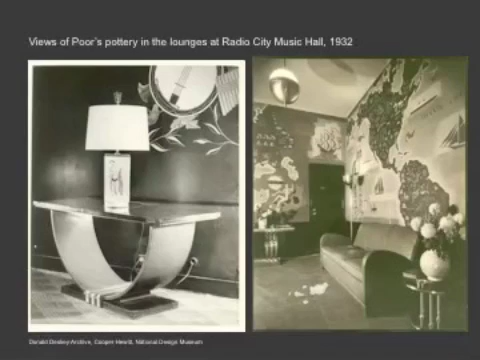 Views of Poor's pottery in the lounges at Radio City Music Hall, 1932
Donald Deskey Archive, Cooper Hewitt, National Design Museum